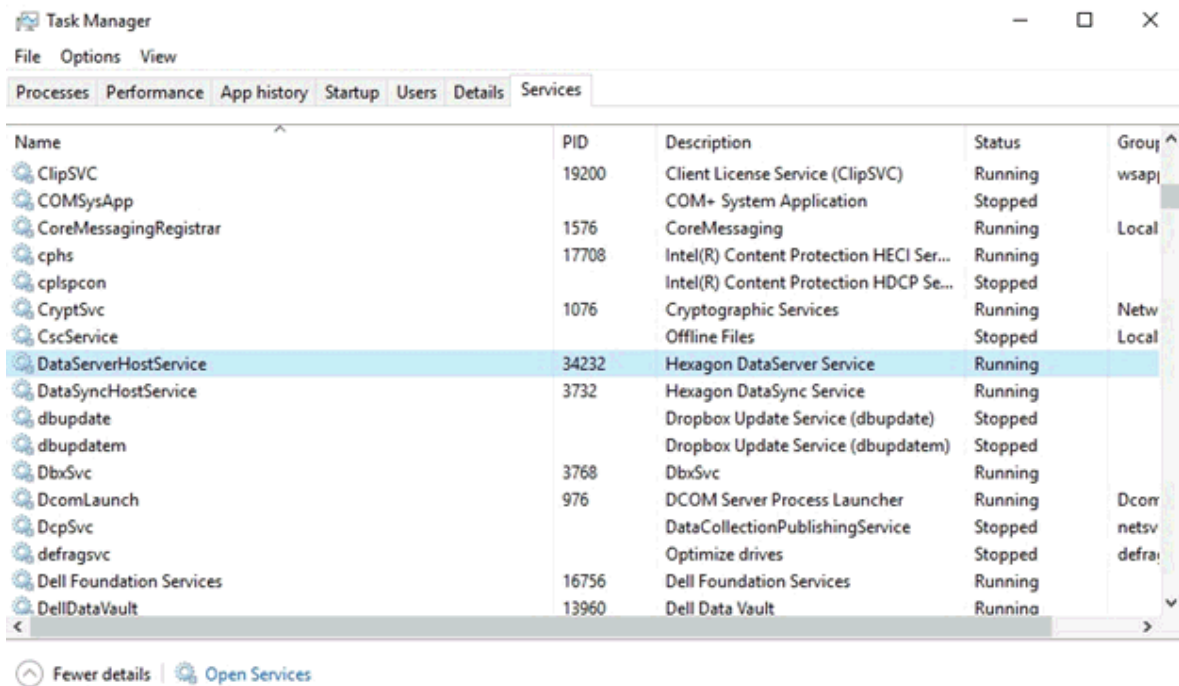 Task Manager
File Options View
Processes Performance App history Startup Users Details Services
Name PID Description Status Group
ClipSVC 19200 Client License Service (ClipSVC) Running wsapp
COMSysApp COM+ System Application Stopped
CoreMessagingRegistrar 1576 CoreMessaging Running Local
cphs 17708 Intel(R) Content Protection HECI Ser... Running
cplspcon Intel(R) Content Protection HDCP Se... Stopped
CryptSvc 1076 Cryptographic Services Running Netw
CscService Offline Files Stopped Local
DataServerHostService 34232 Hexagon DataServer Service Running
DataSyncHostService 3732 Hexagon DataSync Service Running
dbupdate Dropbox Update Service (dbupdate) Stopped
dbupdatem Dropbox Update Service (dbupdatem) Stopped
DbxSvc 3768 DbxSvc Running
DcomLaunch 976 DCOM Server Process Launcher Running Dcom
DcpSvc DataCollectionPublishingService Stopped netsv
defragsvc Optimize drives Stopped defrag
Dell Foundation Services 16756 Dell Foundation Services Running
DellDataVault 13960 Dell Data Vault Running
Fewer details Open Services